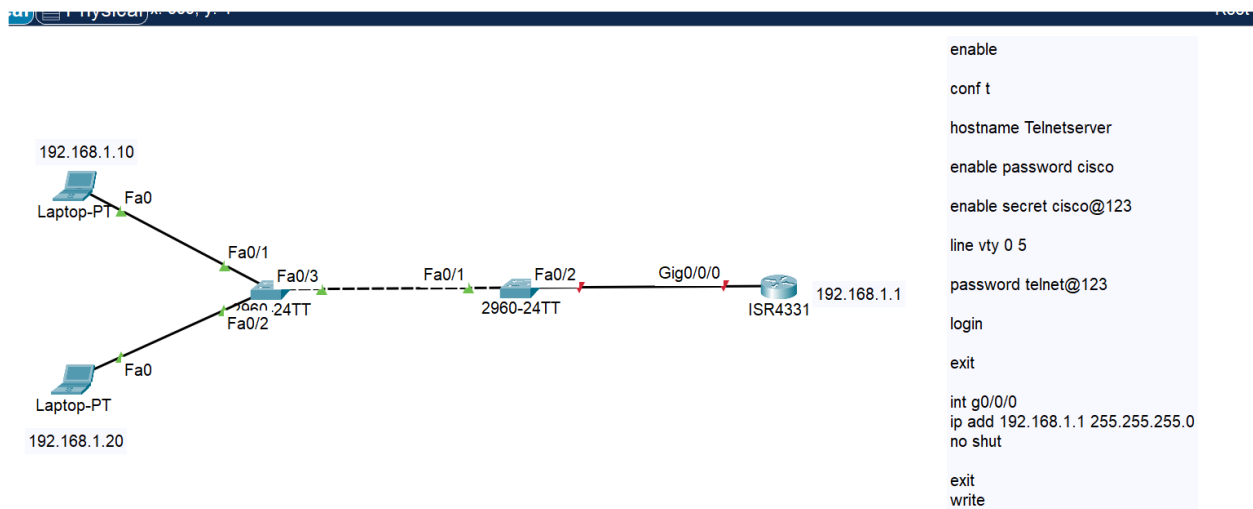 Physical
192.168.1.10
Fa0
Laptop-PT
Fa0/1
Fa0/3
2960-24TT
Fa0/2
Fa0
Laptop-PT
192.168.1.20
Fa0/1
Fa0/2
2960-24TT
Gig0/0/0
ISR4331
192.168.1.1
enable
conf t
hostname Telnetserver
enable password cisco
enable secret cisco@123
line vty 0 5
password telnet@123
login
exit
int g0/0/0
ip add 192.168.1.1 255.255.255.0
no shut
exit
write